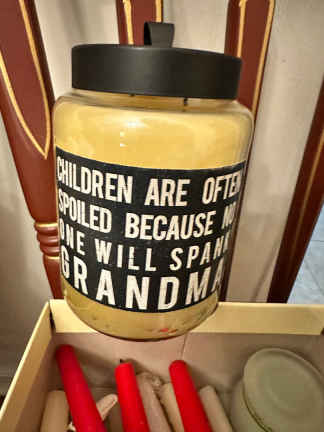 CHILDREN ARE OFTEN
SPOILED BECAUSE NO
ONE WILL SPANK
GRANDMA